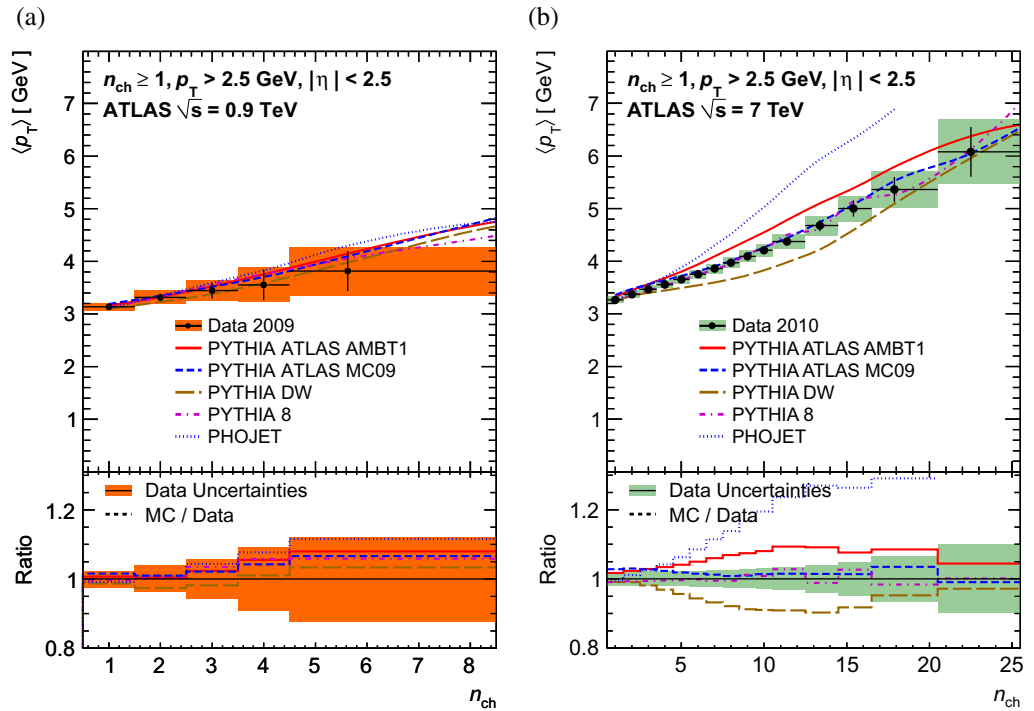 (a)
⟨p_T⟩ [ GeV ]
n_ch ≥ 1, p_T > 2.5 GeV, | η | < 2.5
ATLAS √s = 0.9 TeV
7
6
5
4
3
2
1
Data 2009
PYTHIA ATLAS AMBT1
PYTHIA ATLAS MC09
PYTHIA DW
PYTHIA 8
PHOJET
Ratio
1.2
1
0.8
Data Uncertainties
MC / Data
1 2 3 4 5 6 7 8
n_ch
(b)
⟨p_T⟩ [ GeV ]
n_ch ≥ 1, p_T > 2.5 GeV, | η | < 2.5
ATLAS √s = 7 TeV
7
6
5
4
3
2
1
Data 2010
PYTHIA ATLAS AMBT1
PYTHIA ATLAS MC09
PYTHIA DW
PYTHIA 8
PHOJET
Ratio
1.2
1
0.8
Data Uncertainties
MC / Data
5 10 15 20 25
n_ch